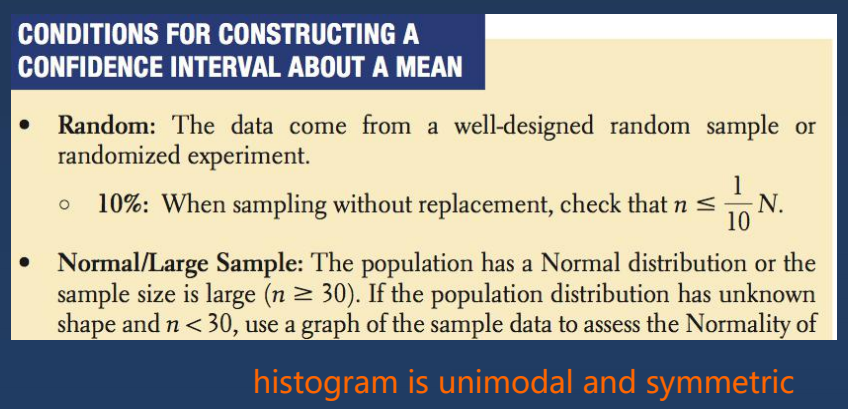 CONDITIONS FOR CONSTRUCTING A
CONFIDENCE INTERVAL ABOUT A MEAN
• Random: The data come from a well-designed random sample or
randomized experiment.
○ 10%: When sampling without replacement, check that n ≤ 1/10 N.
• Normal/Large Sample: The population has a Normal distribution or the
sample size is large (n ≥ 30). If the population distribution has unknown
shape and n < 30, use a graph of the sample data to assess the Normality of
histogram is unimodal and symmetric